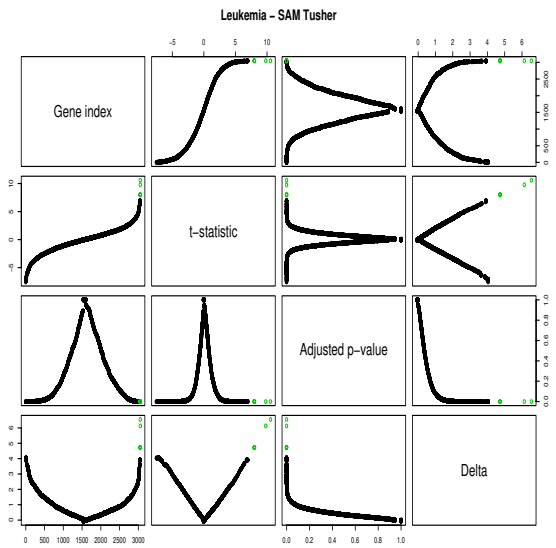 Leukemia – SAM Tusher
−5 0 5 10
0 1 2 3 4 5 6
Gene index
0 500 1500 2500
−5 0 5 10
t−statistic
Adjusted p−value
0.0 0.2 0.4 0.6 0.8 1.0
0 1 2 3 4 5 6
Delta
0 500 1000 1500 2000 2500 3000
0.0 0.2 0.4 0.6 0.8 1.0